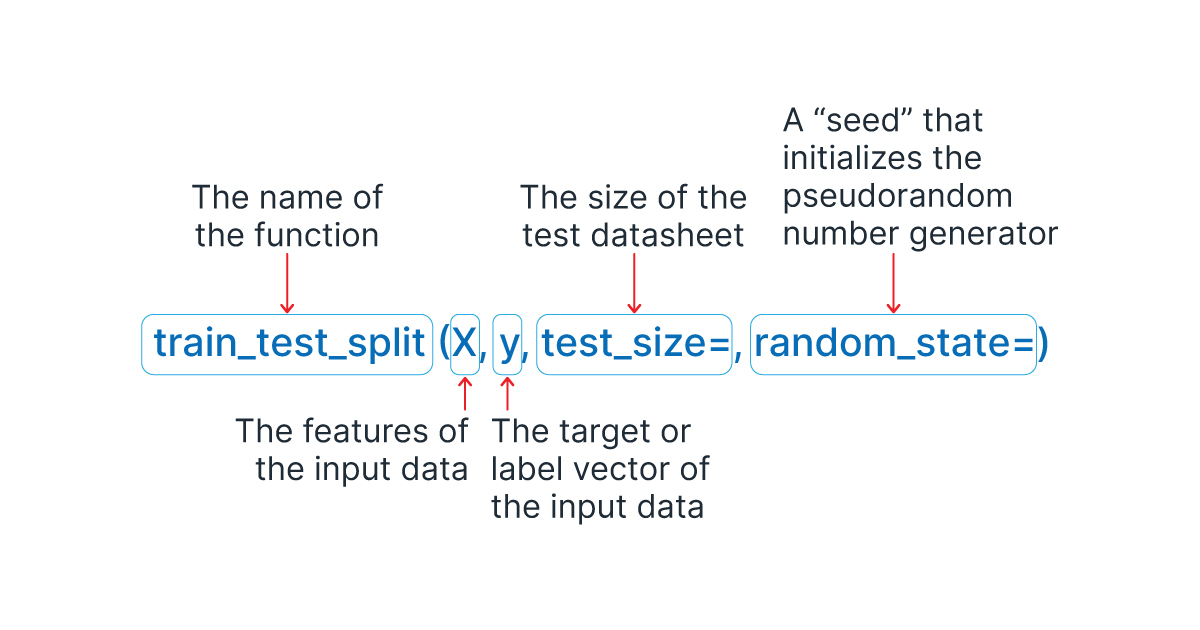 The name of
the function
The size of the
test datasheet
A “seed” that
initializes the
pseudorandom
number generator
train_test_split (X, y, test_size=, random_state=)
The features of
the input data
The target or
label vector of
the input data